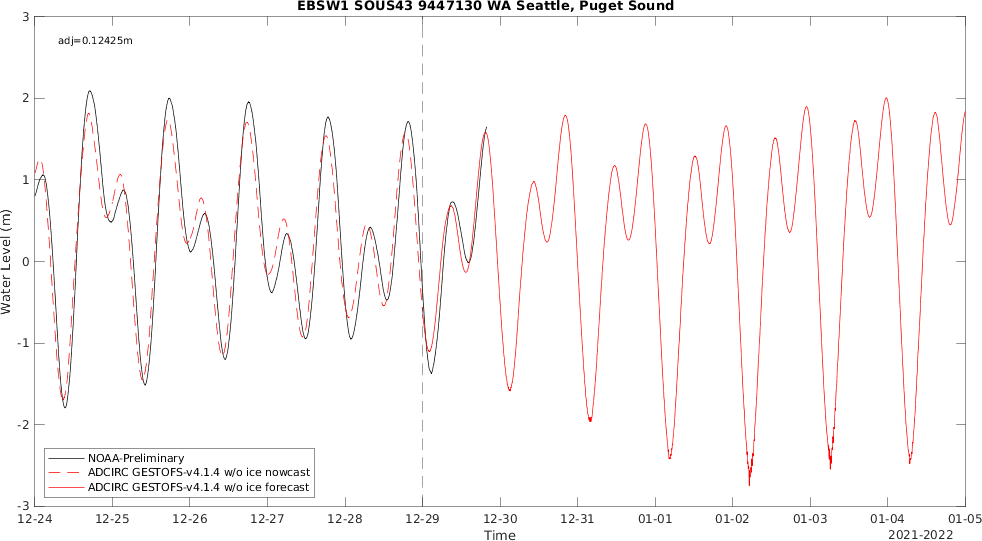 EBSW1 SOUS43 9447130 WA Seattle, Puget Sound
adj=0.12425m
3
2
1
0
-1
-2
-3
Water Level (m)
NOAA-Preliminary
ADCIRC GESTOFS-v4.1.4 w/o ice nowcast
ADCIRC GESTOFS-v4.1.4 w/o ice forecast
12-24 12-25 12-26 12-27 12-28 12-29 12-30 12-31 01-01 01-02 01-03 01-04 01-05
Time
2021-2022